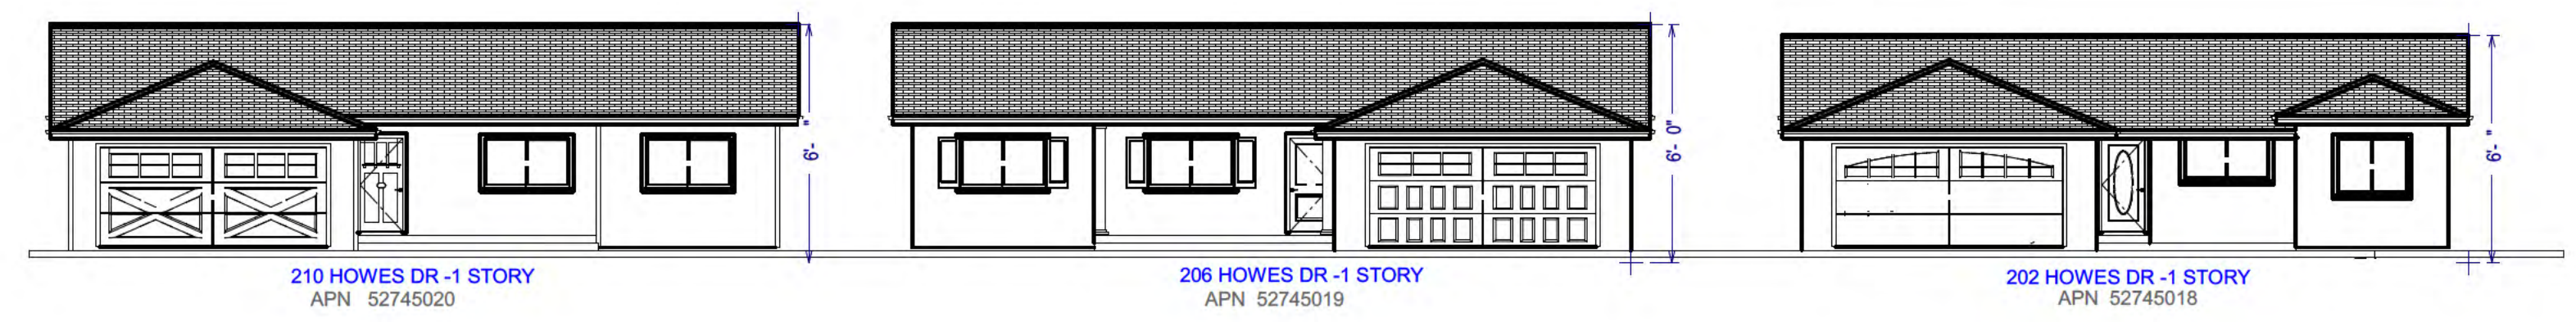 6'- "
6'- 0"
6'- "
210 HOWES DR -1 STORY
APN 52745020
206 HOWES DR -1 STORY
APN 52745019
202 HOWES DR -1 STORY
APN 52745018